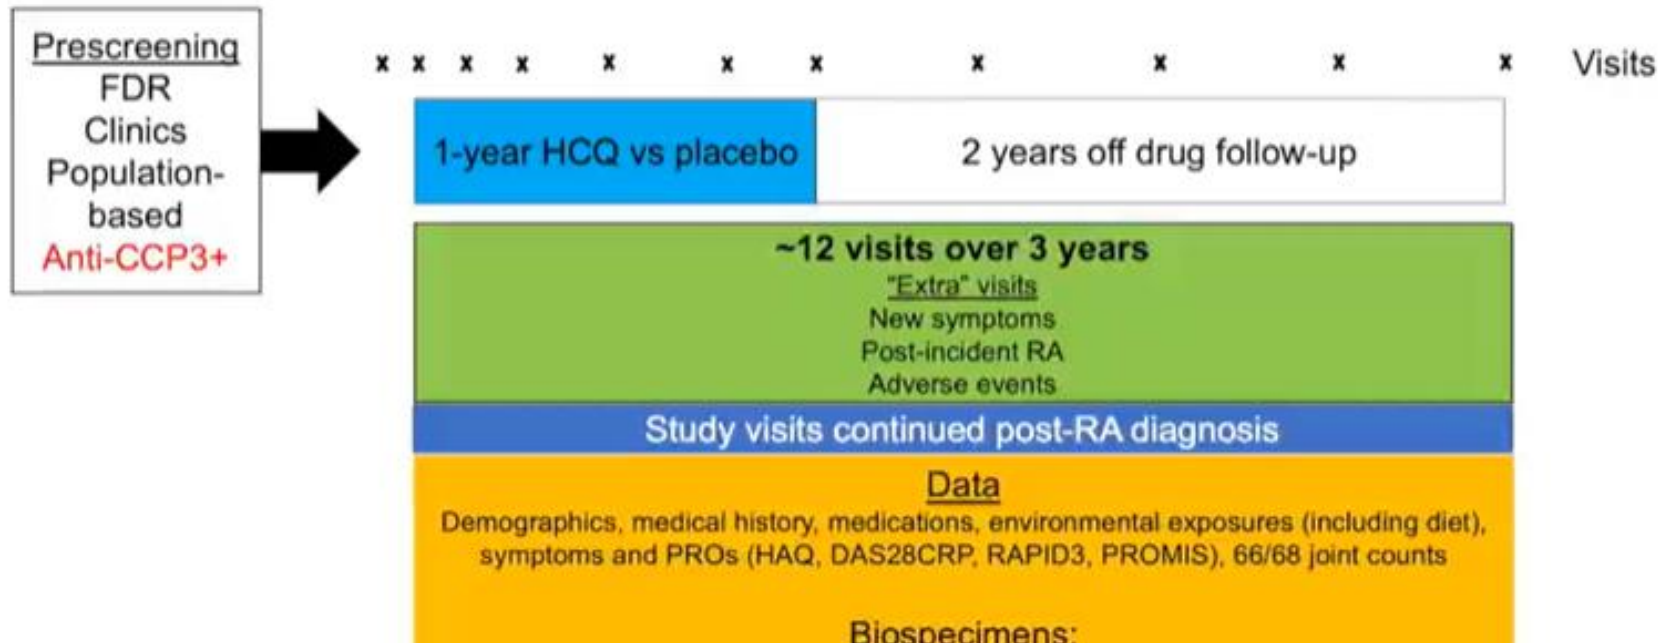 Prescreening
FDR
Clinics
Population-
based
Anti-CCP3+
x x x x x x x x x x x Visits
1-year HCQ vs placebo
2 years off drug follow-up
~12 visits over 3 years
"Extra" visits
New symptoms
Post-incident RA
Adverse events
Study visits continued post-RA diagnosis
Data
Demographics, medical history, medications, environmental exposures (including diet),
symptoms and PROs (HAQ, DAS28CRP, RAPID3, PROMIS), 66/68 joint counts
Biospecimens: